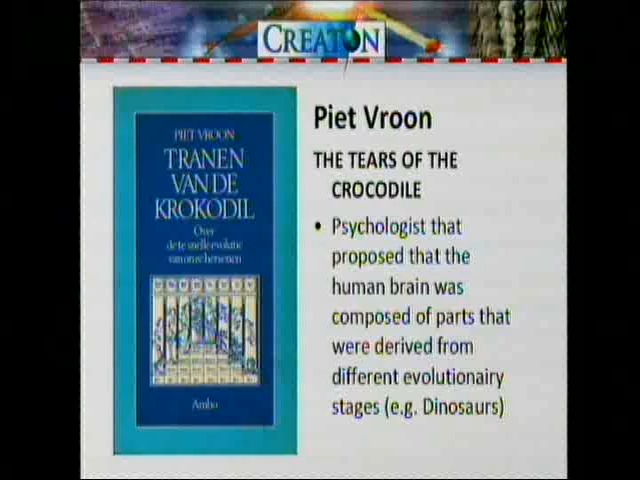 CREATON
Piet Vroon
PIET VROON
TRANEN
VAN DE
KROKODIL
Over
de te snelle evolutie
van onze hersenen
Ambo
THE TEARS OF THE
CROCODILE
• Psychologist that
proposed that the
human brain was
composed of parts that
were derived from
different evolutionairy
stages (e.g. Dinosaurs)